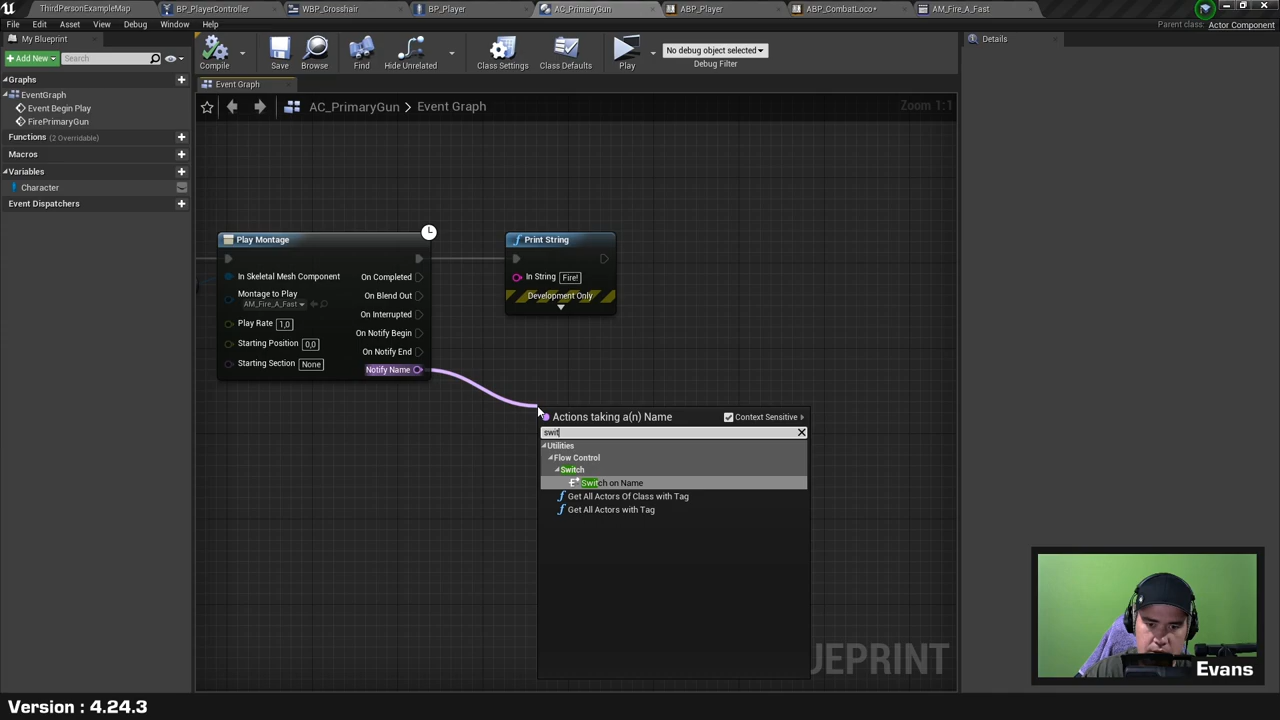 ThirdPersonExampleMap
BP_PlayerController
WBP_Crosshair
BP_Player
AC_PrimaryGun
ABP_Player
ABP_CombatLoco•
AM_Fire_A_Fast
File Edit Asset View Debug Window Help
Parent class: Actor Component
My Blueprint
Details
Add New
Search
Compile
Save
Browse
Find
Hide Unrelated
Class Settings
Class Defaults
Play
No debug object selected
Debug Filter
Graphs
EventGraph
Event Begin Play
FirePrimaryGun
Functions (2 Overridable)
Macros
Variables
Character
Event Dispatchers
Event Graph
AC_PrimaryGun > Event Graph
Zoom 1:1
Play Montage
In Skeletal Mesh Component
Montage to Play
AM_Fire_A_Fast
Play Rate 1,0
Starting Position 0,0
Starting Section None
On Completed
On Blend Out
On Interrupted
On Notify Begin
On Notify End
Notify Name
Print String
In String Fire!
Development Only
Actions taking a(n) Name
Context Sensitive
swit
Utilities
Flow Control
Switch
Switch on Name
Get All Actors Of Class with Tag
Get All Actors with Tag
UEPRINT
Evans
Version : 4.24.3